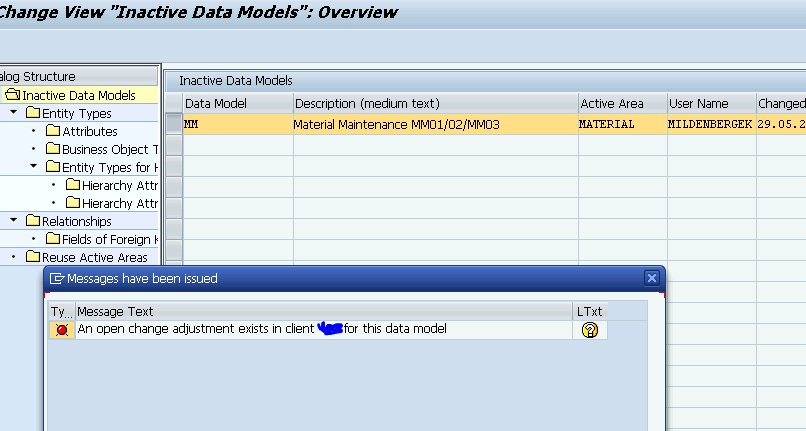 Change View "Inactive Data Models": Overview
alog Structure
Inactive Data Models
Entity Types
Attributes
Business Object T
Entity Types for H
Hierarchy Attr
Hierarchy Attr
Relationships
Fields of Foreign K
Reuse Active Areas
Inactive Data Models
Data Model Description (medium text) Active Area User Name Changed
MM Material Maintenance MM01/02/MM03 MATERIAL MILDENBERGEK 29.05.2
Messages have been issued
Ty... Message Text LTxt
An open change adjustment exists in client for this data model